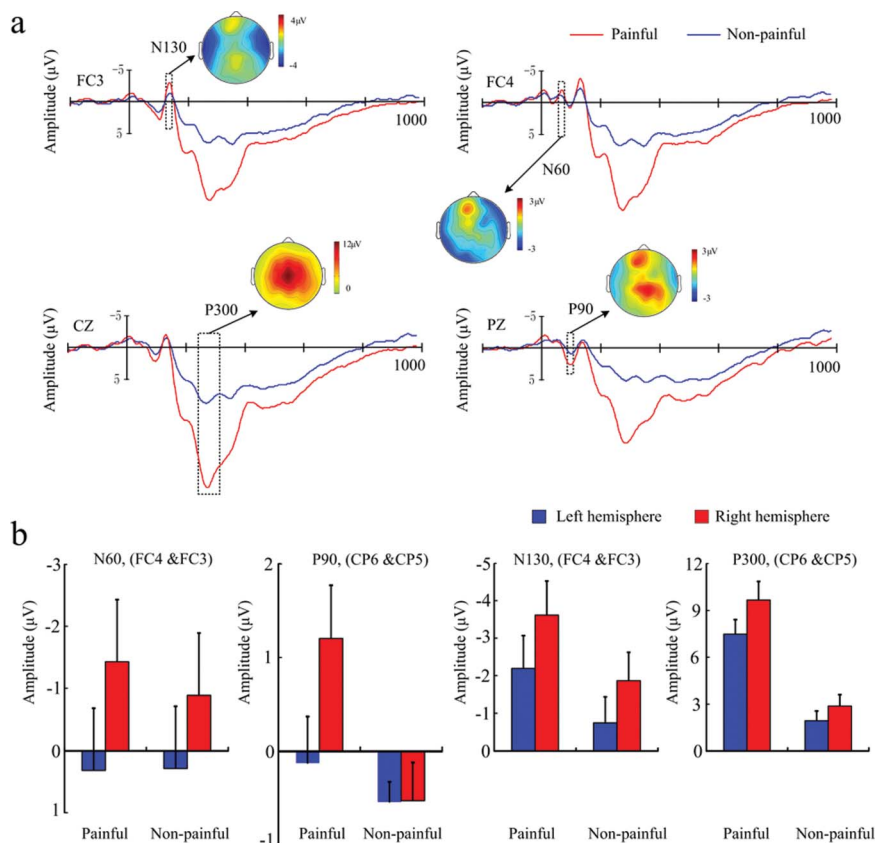 a
N130
4μV
-4
Painful
Non-painful
FC3
-5
5
Amplitude (μV)
1000
FC4
-5
5
Amplitude (μV)
1000
N60
3μV
-3
CZ
-5
5
Amplitude (μV)
P300
12μV
0
PZ
-5
5
Amplitude (μV)
P90
3μV
-3
1000
b
Left hemisphere
Right hemisphere
N60, (FC4 &FC3)
Amplitude (μV)
-3
-2
-1
0
1
Painful
Non-painful
P90, (CP6 &CP5)
Amplitude (μV)
2
1
0
-1
Painful
Non-painful
N130, (FC4 &FC3)
Amplitude (μV)
-5
-4
-3
-2
-1
0
Painful
Non-painful
P300, (CP6 &CP5)
Amplitude (μV)
12
9
6
3
0
Painful
Non-painful